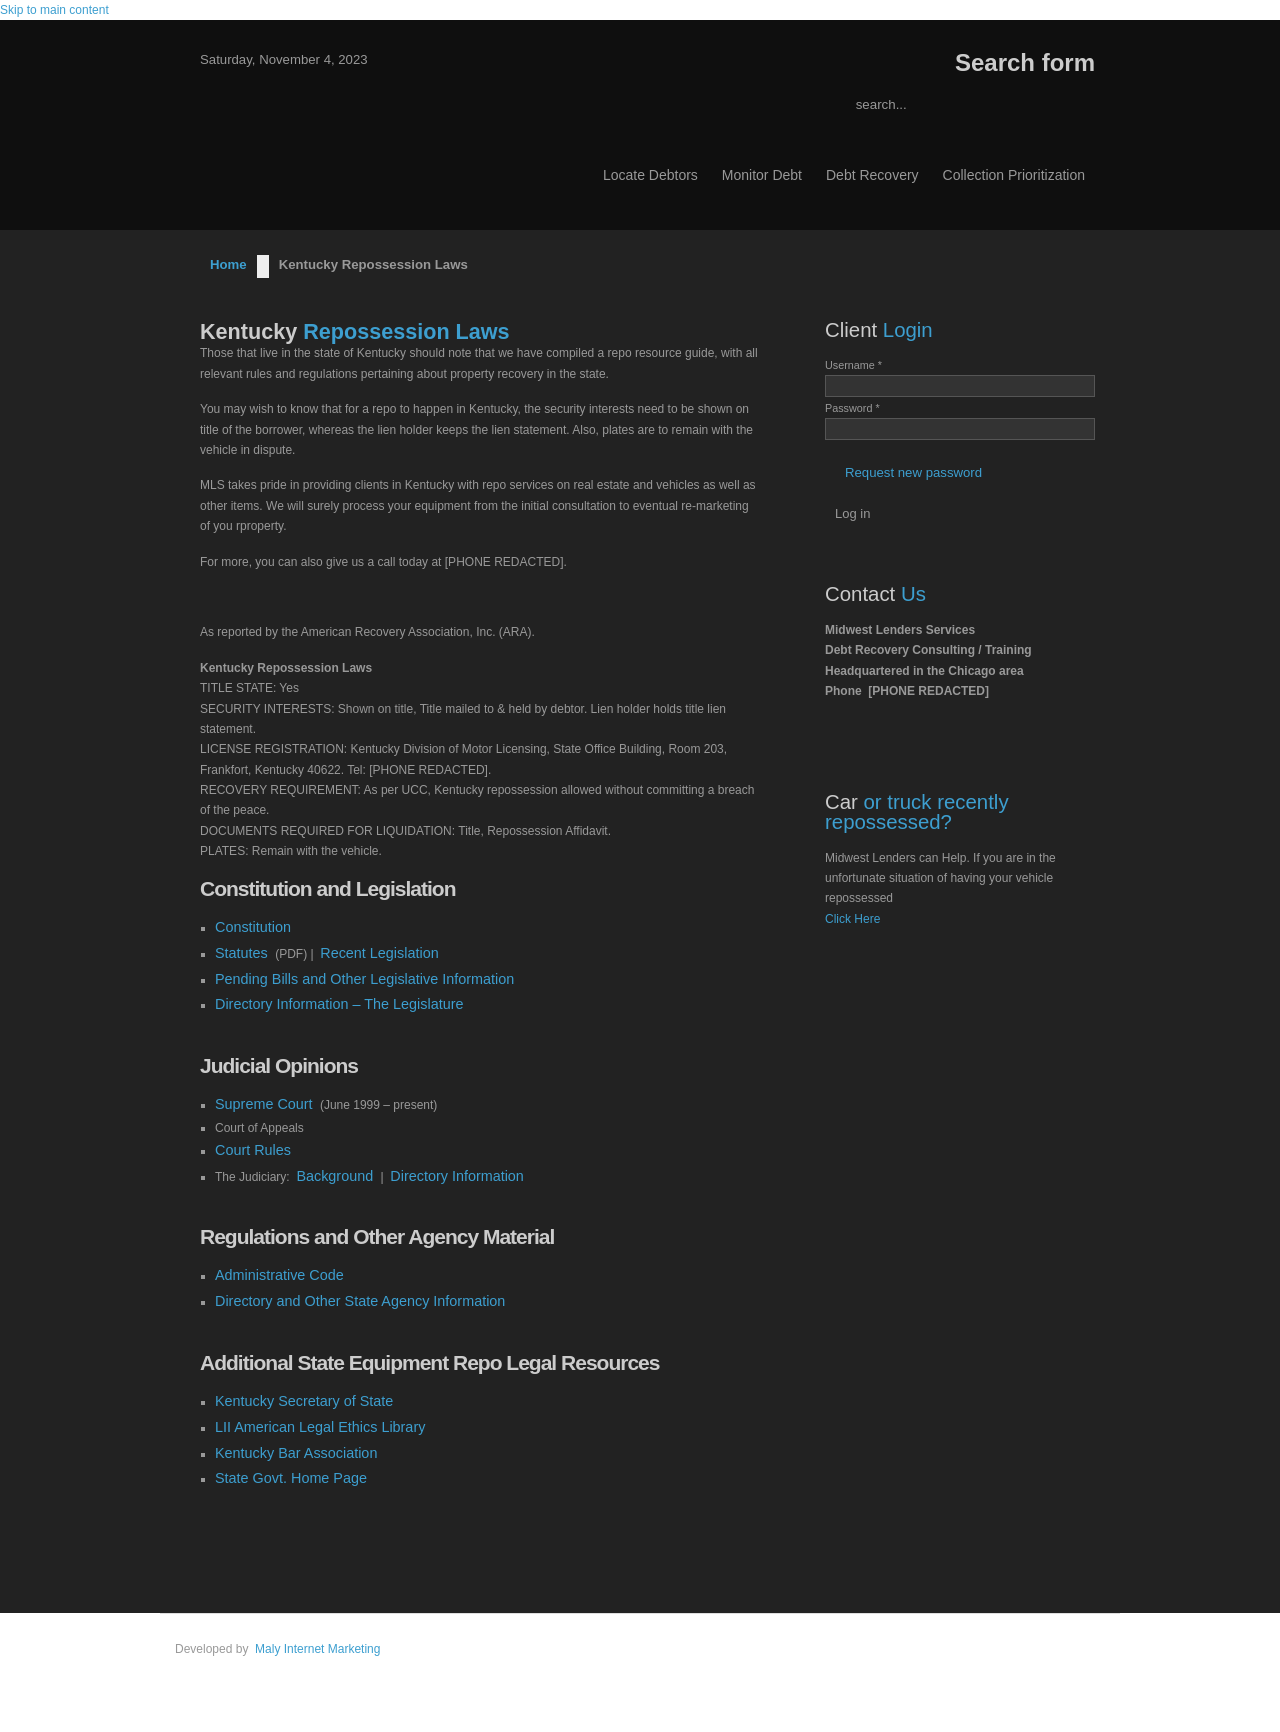 Skip to main content
Saturday, November 4, 2023
Search form
search...
Locate Debtors Monitor Debt Debt Recovery Collection Prioritization
Home Kentucky Repossession Laws
Kentucky Repossession Laws
Those that live in the state of Kentucky should note that we have compiled a repo resource guide, with all
relevant rules and regulations pertaining about property recovery in the state.
You may wish to know that for a repo to happen in Kentucky, the security interests need to be shown on
title of the borrower, whereas the lien holder keeps the lien statement. Also, plates are to remain with the
vehicle in dispute.
MLS takes pride in providing clients in Kentucky with repo services on real estate and vehicles as well as
other items. We will surely process your equipment from the initial consultation to eventual re-marketing
of you rproperty.
For more, you can also give us a call today at [PHONE REDACTED].
As reported by the American Recovery Association, Inc. (ARA).
Kentucky Repossession Laws
TITLE STATE: Yes
SECURITY INTERESTS: Shown on title, Title mailed to & held by debtor. Lien holder holds title lien
statement.
LICENSE REGISTRATION: Kentucky Division of Motor Licensing, State Office Building, Room 203,
Frankfort, Kentucky 40622. Tel: [PHONE REDACTED].
RECOVERY REQUIREMENT: As per UCC, Kentucky repossession allowed without committing a breach
of the peace.
DOCUMENTS REQUIRED FOR LIQUIDATION: Title, Repossession Affidavit.
PLATES: Remain with the vehicle.
Constitution and Legislation
Constitution
Statutes (PDF) | Recent Legislation
Pending Bills and Other Legislative Information
Directory Information – The Legislature
Judicial Opinions
Supreme Court (June 1999 – present)
Court of Appeals
Court Rules
The Judiciary: Background | Directory Information
Regulations and Other Agency Material
Administrative Code
Directory and Other State Agency Information
Additional State Equipment Repo Legal Resources
Kentucky Secretary of State
LII American Legal Ethics Library
Kentucky Bar Association
State Govt. Home Page
Client Login
Username *
Password *
Request new password
Log in
Contact Us
Midwest Lenders Services
Debt Recovery Consulting / Training
Headquartered in the Chicago area
Phone [PHONE REDACTED]
Car or truck recently
repossessed?
Midwest Lenders can Help. If you are in the
unfortunate situation of having your vehicle
repossessed
Click Here
Developed by Maly Internet Marketing